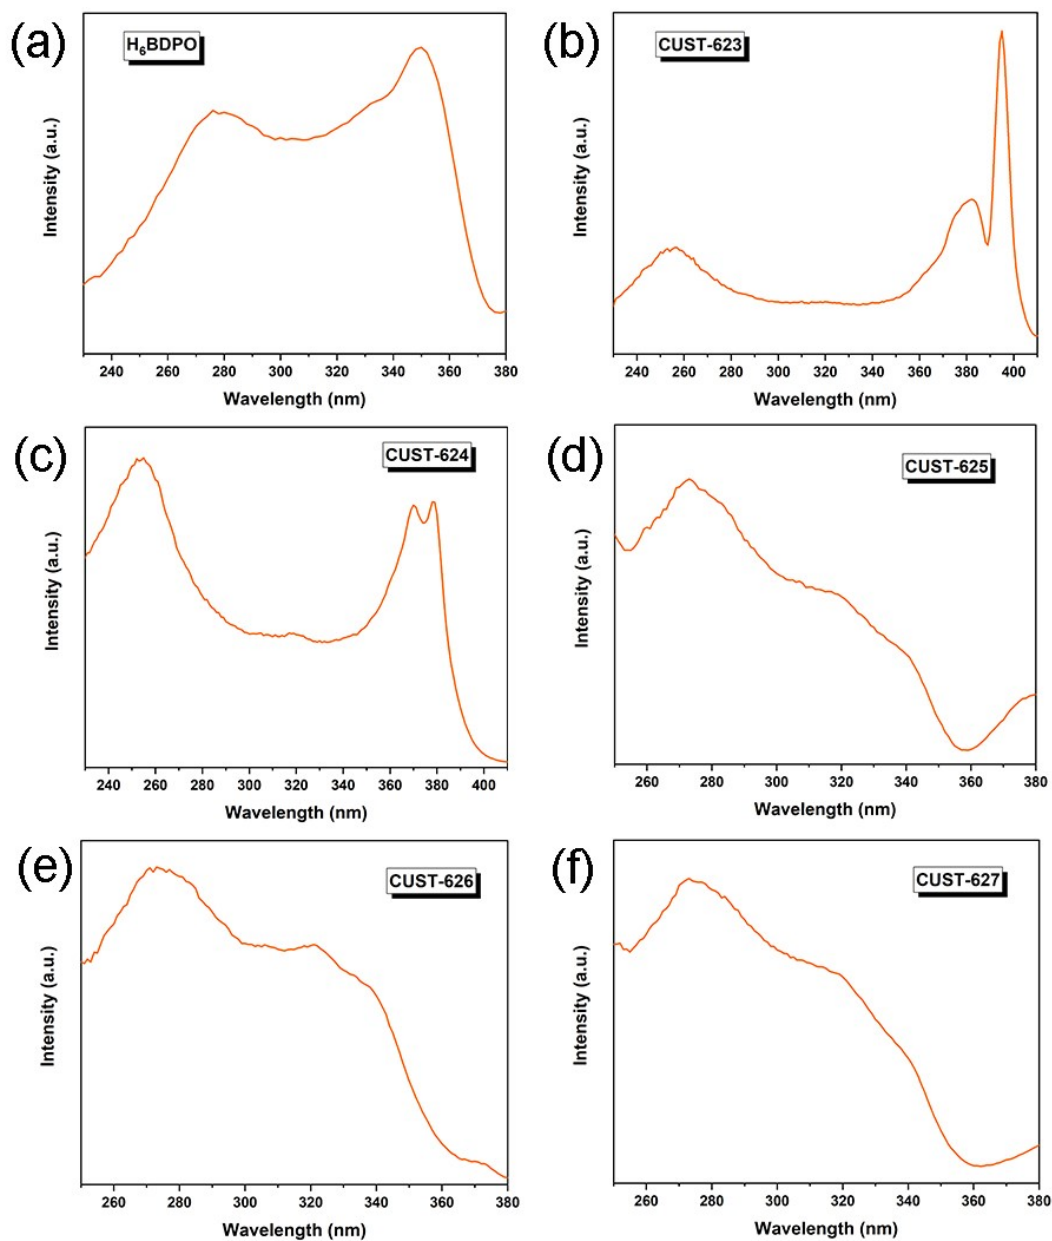 (a)
H₆BDPO
Intensity (a.u.)
240 260 280 300 320 340 360 380
Wavelength (nm)
(b)
CUST-623
Intensity (a.u.)
240 260 280 300 320 340 360 380 400
Wavelength (nm)
(c)
CUST-624
Intensity (a.u.)
240 260 280 300 320 340 360 380 400
Wavelength (nm)
(d)
CUST-625
Intensity (a.u.)
260 280 300 320 340 360 380
Wavelength (nm)
(e)
CUST-626
Intensity (a.u.)
260 280 300 320 340 360 380
Wavelength (nm)
(f)
CUST-627
Intensity (a.u.)
260 280 300 320 340 360 380
Wavelength (nm)